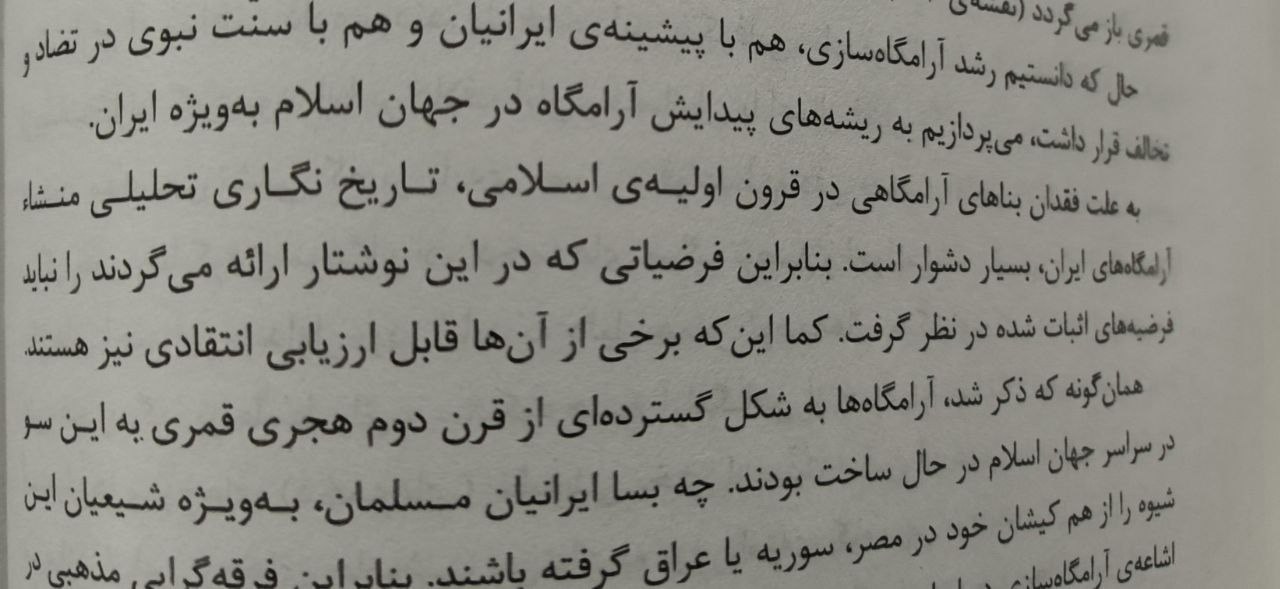 قمری باز می‌گردد (نقشه‌ی
حال که دانستیم رشد آرامگاه‌سازی، هم با پیشینه‌ی ایرانیان و هم با سنت نبوی در تضاد و
تخالف قرار داشت، می‌پردازیم به ریشه‌های پیدایش آرامگاه در جهان اسلام به‌ویژه ایران.
به علت فقدان بناهای آرامگاهی در قرون اولیه‌ی اسلامی، تاریخ نگاری تحلیلی منشاء
آرامگاه‌های ایران، بسیار دشوار است. بنابراین فرضیاتی که در این نوشتار ارائه می‌گردند را نباید
فرضیه‌های اثبات شده در نظر گرفت. کما این‌که برخی از آن‌ها قابل ارزیابی انتقادی نیز هستند.
همان‌گونه که ذکر شد، آرامگاه‌ها به شکل گسترده‌ای از قرن دوم هجری قمری به این سو
در سراسر جهان اسلام در حال ساخت بودند. چه بسا ایرانیان مسلمان، به‌ویژه شیعیان این
شیوه را از هم کیشان خود در مصر، سوریه یا عراق گرفته باشند. بنابراین فرقه‌گرایی مذهبی در
اشاعه‌ی آرامگاه‌سازی در